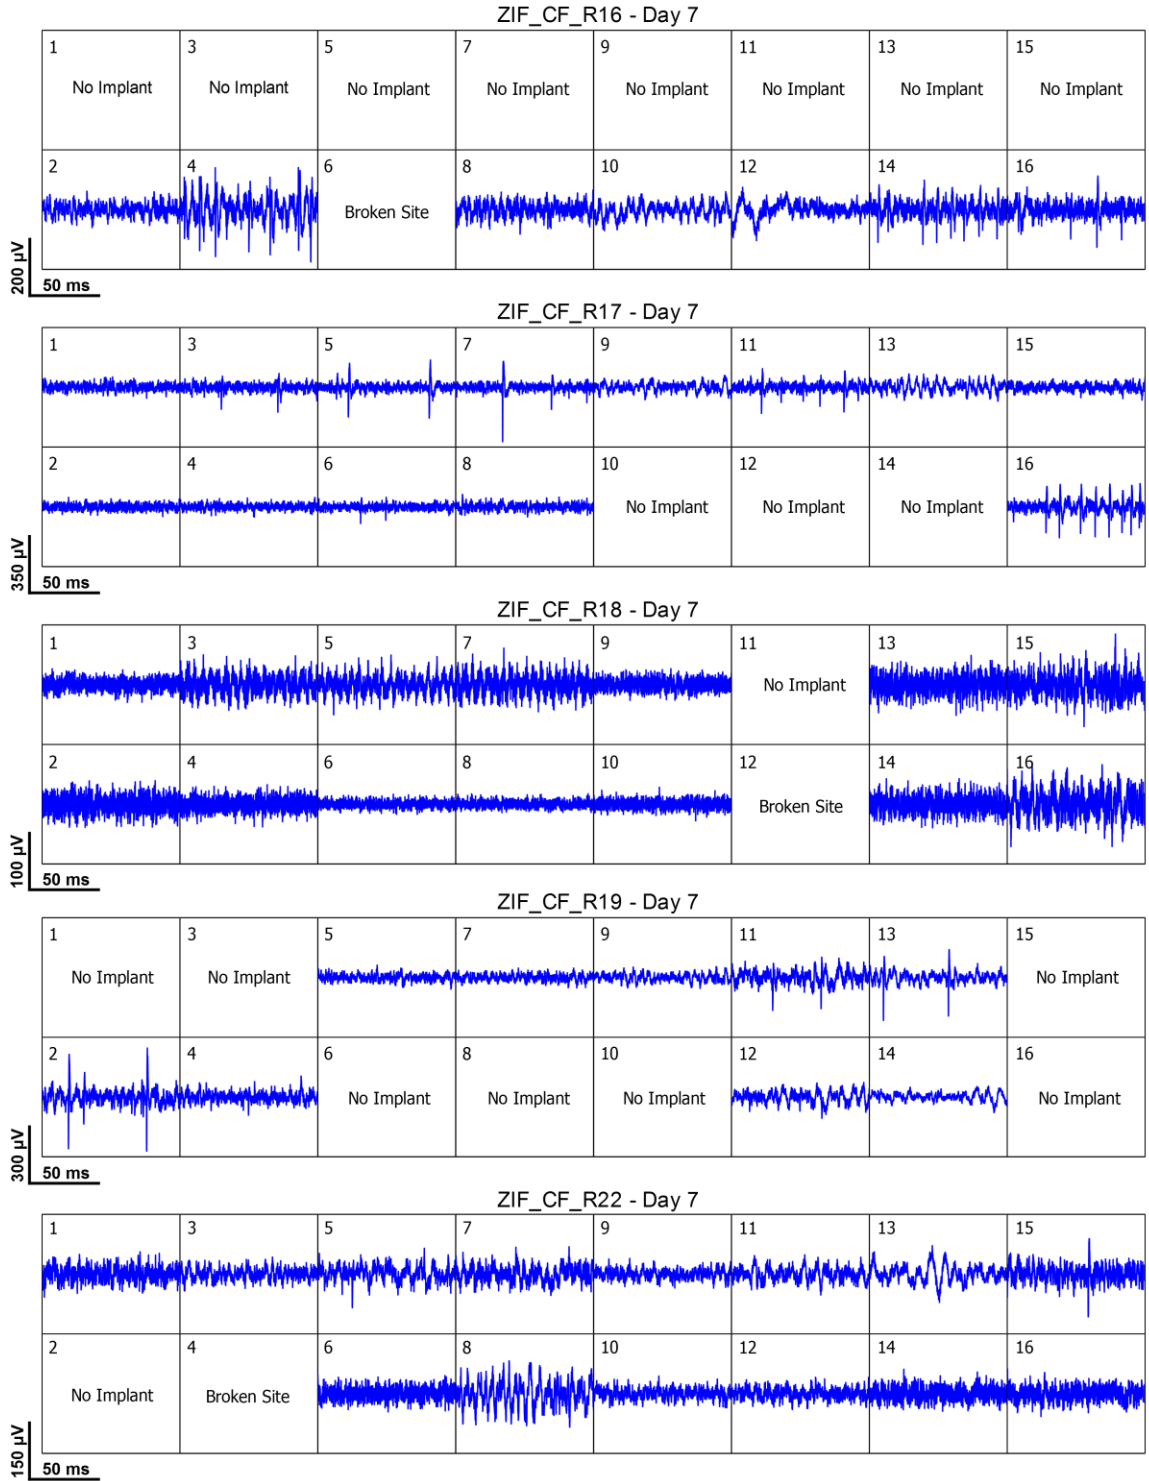 ZIF_CF_R16 - Day 7
1 3 5 7 9 11 13 15
No Implant No Implant No Implant No Implant No Implant No Implant No Implant No Implant
2 4 6 8 10 12 14 16
Broken Site
200 µV
50 ms
ZIF_CF_R17 - Day 7
1 3 5 7 9 11 13 15
2 4 6 8 10 12 14 16
No Implant No Implant No Implant
350 µV
50 ms
ZIF_CF_R18 - Day 7
1 3 5 7 9 11 13 15
No Implant
2 4 6 8 10 12 14 16
Broken Site
100 µV
50 ms
ZIF_CF_R19 - Day 7
1 3 5 7 9 11 13 15
No Implant No Implant No Implant
2 4 6 8 10 12 14 16
No Implant No Implant No Implant No Implant
300 µV
50 ms
ZIF_CF_R22 - Day 7
1 3 5 7 9 11 13 15
2 4 6 8 10 12 14 16
No Implant Broken Site
150 µV
50 ms